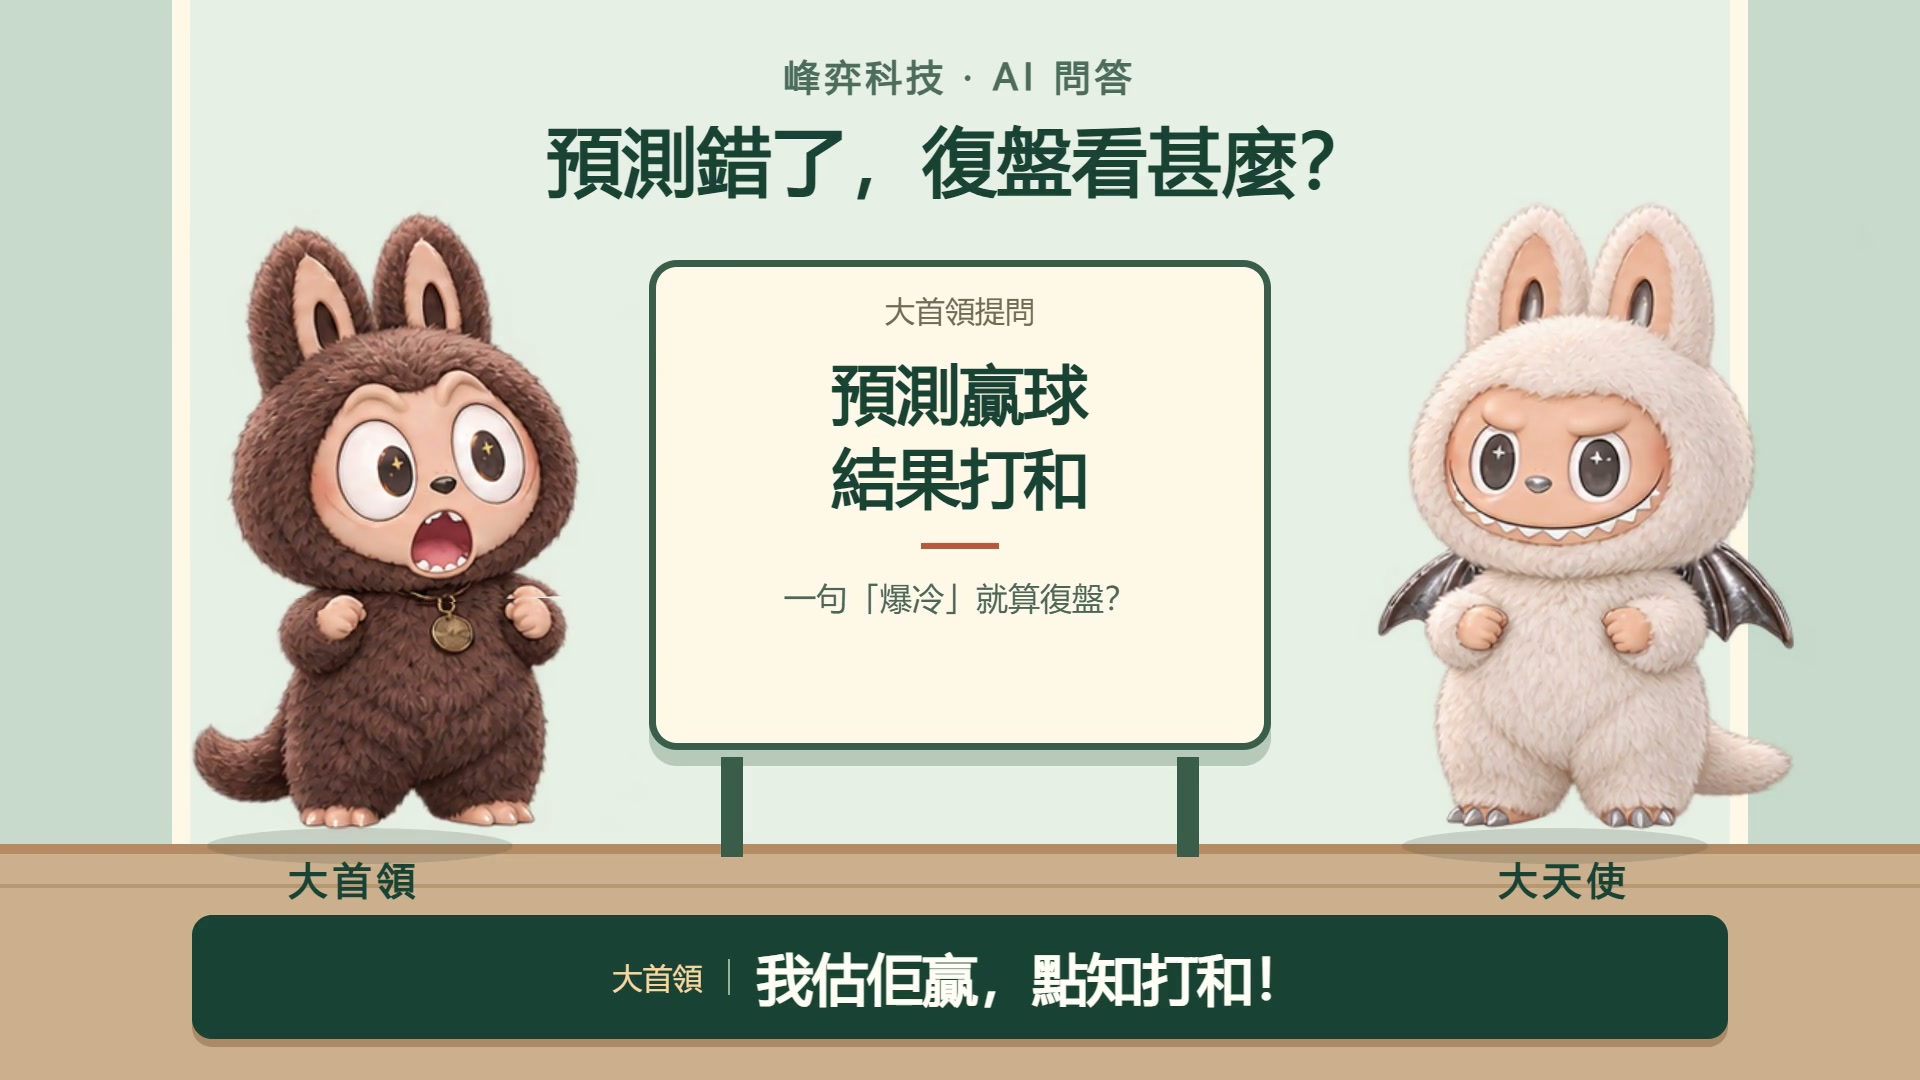 峰弈科技 · AI 問答
預測錯了，復盤看甚麼？
大首領提問
預測贏球
結果打和
一句「爆冷」就算復盤？
大首領
大天使
大首領｜我估佢贏，點知打和！